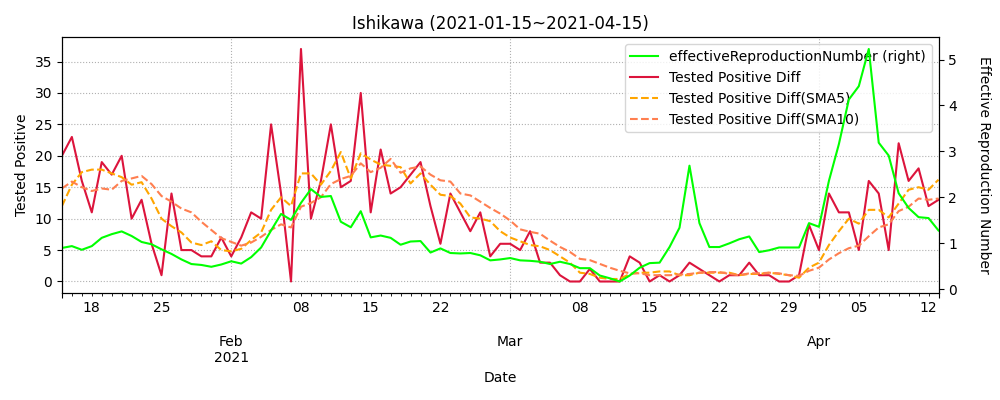 Ishikawa (2021-01-15~2021-04-15)
effectiveReproductionNumber (right)
Tested Positive Diff
Tested Positive Diff(SMA5)
Tested Positive Diff(SMA10)
Tested Positive
35
30
25
20
15
10
5
0
5
4
3
2
1
0
Effective Reproduction Number
18 25 08 15 22 08 15 22 29 05 12
Feb Mar Apr
2021
Date